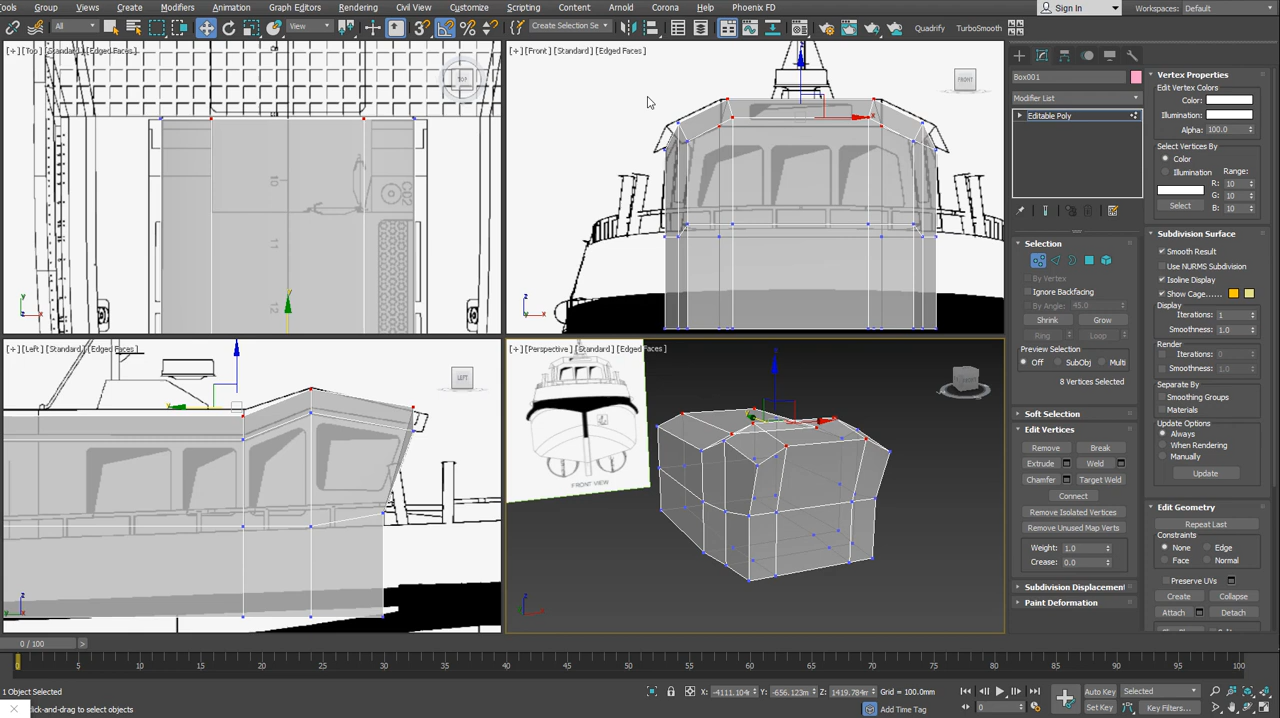 Tools Group Views Create Modifiers Animation Graph Editors Rendering Civil View Customize Scripting Content Arnold Help Phoenix FD
Sign In Workspaces: Default
All View Create Selection Se Quadrify TurboSmooth
[+] [Top] [Standard] [Edged Faces]
TOP
[+] [Front] [Standard] [Edged Faces]
FRONT
10
CO2
11
12
[+] [Left] [Standard] [Edged Faces]
LEFT
[+] [Perspective] [Standard] [Edged Faces]
FRONT VIEW
Box001
Modifier List
Editable Poly
Selection
By Vertex
Ignore Backfacing
By Angle: 45.0
Shrink Grow
Ring Loop
Preview Selection
Off SubObj Multi
8 Vertices Selected
Soft Selection
Edit Vertices
Remove Break
Extrude Weld
Chamfer Target Weld
Connect
Remove Isolated Vertices
Remove Unused Map Verts
Weight: 1.0
Crease: 0.0
Subdivision Displacement
Paint Deformation
Vertex Properties
Edit Vertex Colors
Color:
Illumination:
Alpha: 100.0
Select Vertices By
Color
Illumination Range:
R: 10
G: 10
Select B: 10
Subdivision Surface
Smooth Result
Use NURMS Subdivision
Isoline Display
Show Cage......
Display
Iterations: 1
Smoothness: 1.0
Render
Iterations: 0
Smoothness: 1.0
Separate By
Smoothing Groups
Materials
Update Options
Always
When Rendering
Manually
Update
Edit Geometry
Repeat Last
Constraints
None Edge
Face Normal
Preserve UVs
Create Collapse
Attach Detach
0 / 100
0 5 10 15 20 25 30 35 40 45 50 55 60 65 70 75 80 85 90 95 100
1 Object Selected
click-and-drag to select objects
X: -4111.104m Y: -656.123m Z: 1419.784m Grid = 100.0mm
Add Time Tag
0
Auto Key Selected
Set Key Key Filters...